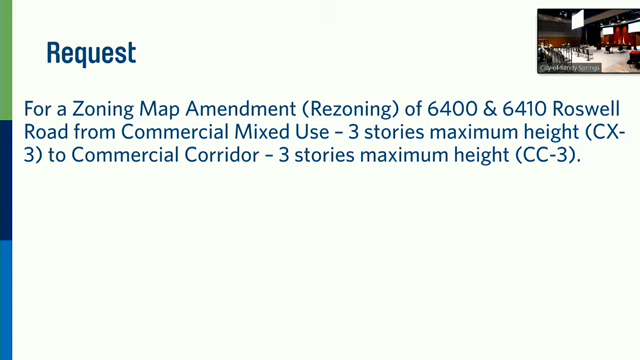 Request
City of Sandy Springs
For a Zoning Map Amendment (Rezoning) of 6400 & 6410 Roswell
Road from Commercial Mixed Use – 3 stories maximum height (CX-
3) to Commercial Corridor – 3 stories maximum height (CC-3).